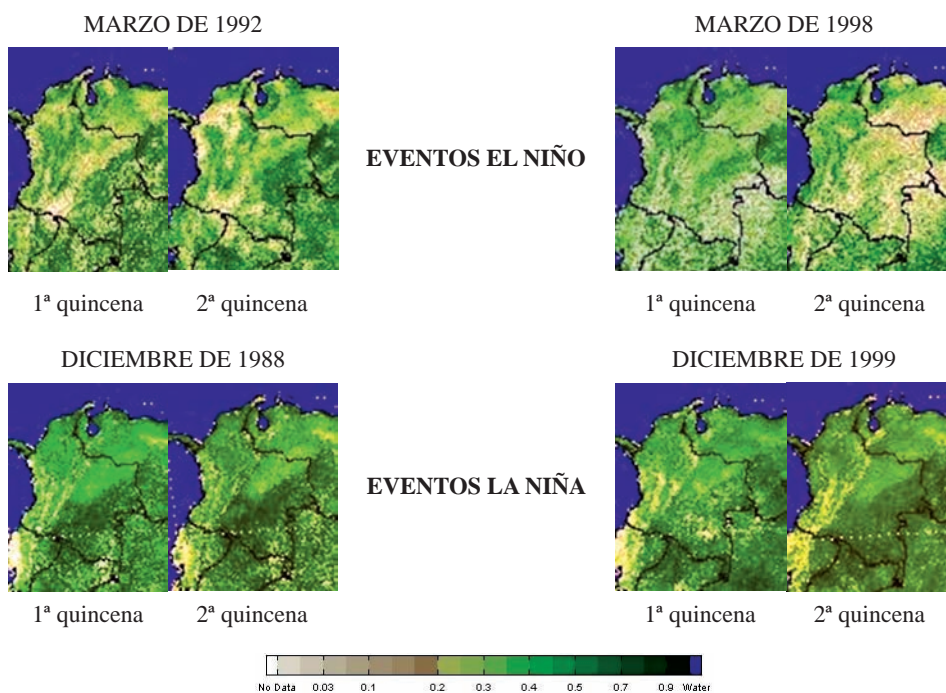 MARZO DE 1992
MARZO DE 1998
EVENTOS EL NIÑO
1ª quincena
2ª quincena
1ª quincena
2ª quincena
DICIEMBRE DE 1988
DICIEMBRE DE 1999
EVENTOS LA NIÑA
1ª quincena
2ª quincena
1ª quincena
2ª quincena
No Data 0.03 0.1 0.2 0.3 0.4 0.5 0.7 0.9 Water